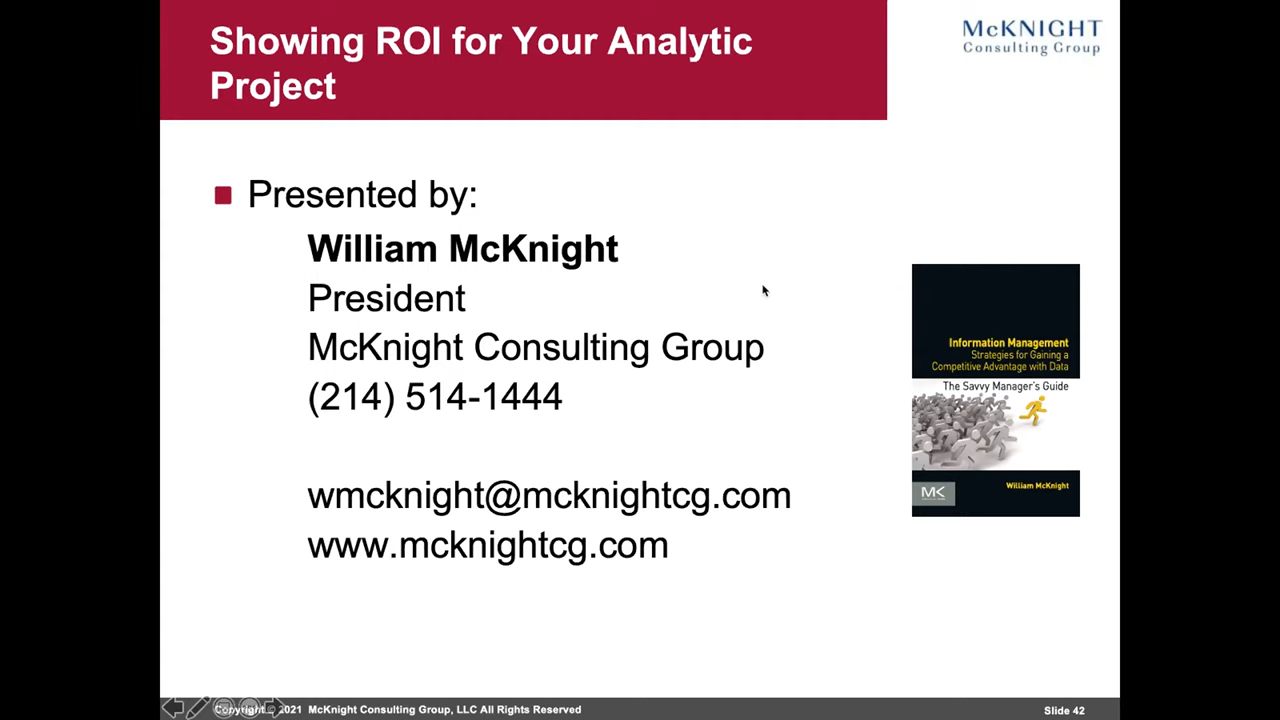 Showing ROI for Your Analytic
Project
McKNIGHT
Consulting Group
Presented by:
William McKnight
President
McKnight Consulting Group
(214) 514-1444
wmcknight@mcknightcg.com
www.mcknightcg.com
Information Management
Strategies for Gaining a
Competitive Advantage with Data
The Savvy Manager's Guide
William McKnight
MK
Copyright © 2021 McKnight Consulting Group, LLC All Rights Reserved
Slide 42